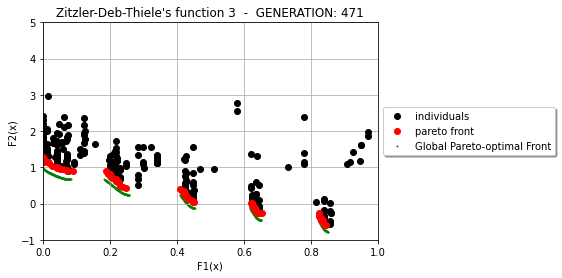 Zitzler-Deb-Thiele's function 3  -  GENERATION: 471
5
4
3
2
1
0
−1
F2(x)
0.0 0.2 0.4 0.6 0.8 1.0
F1(x)
individuals
pareto front
Global Pareto-optimal Front